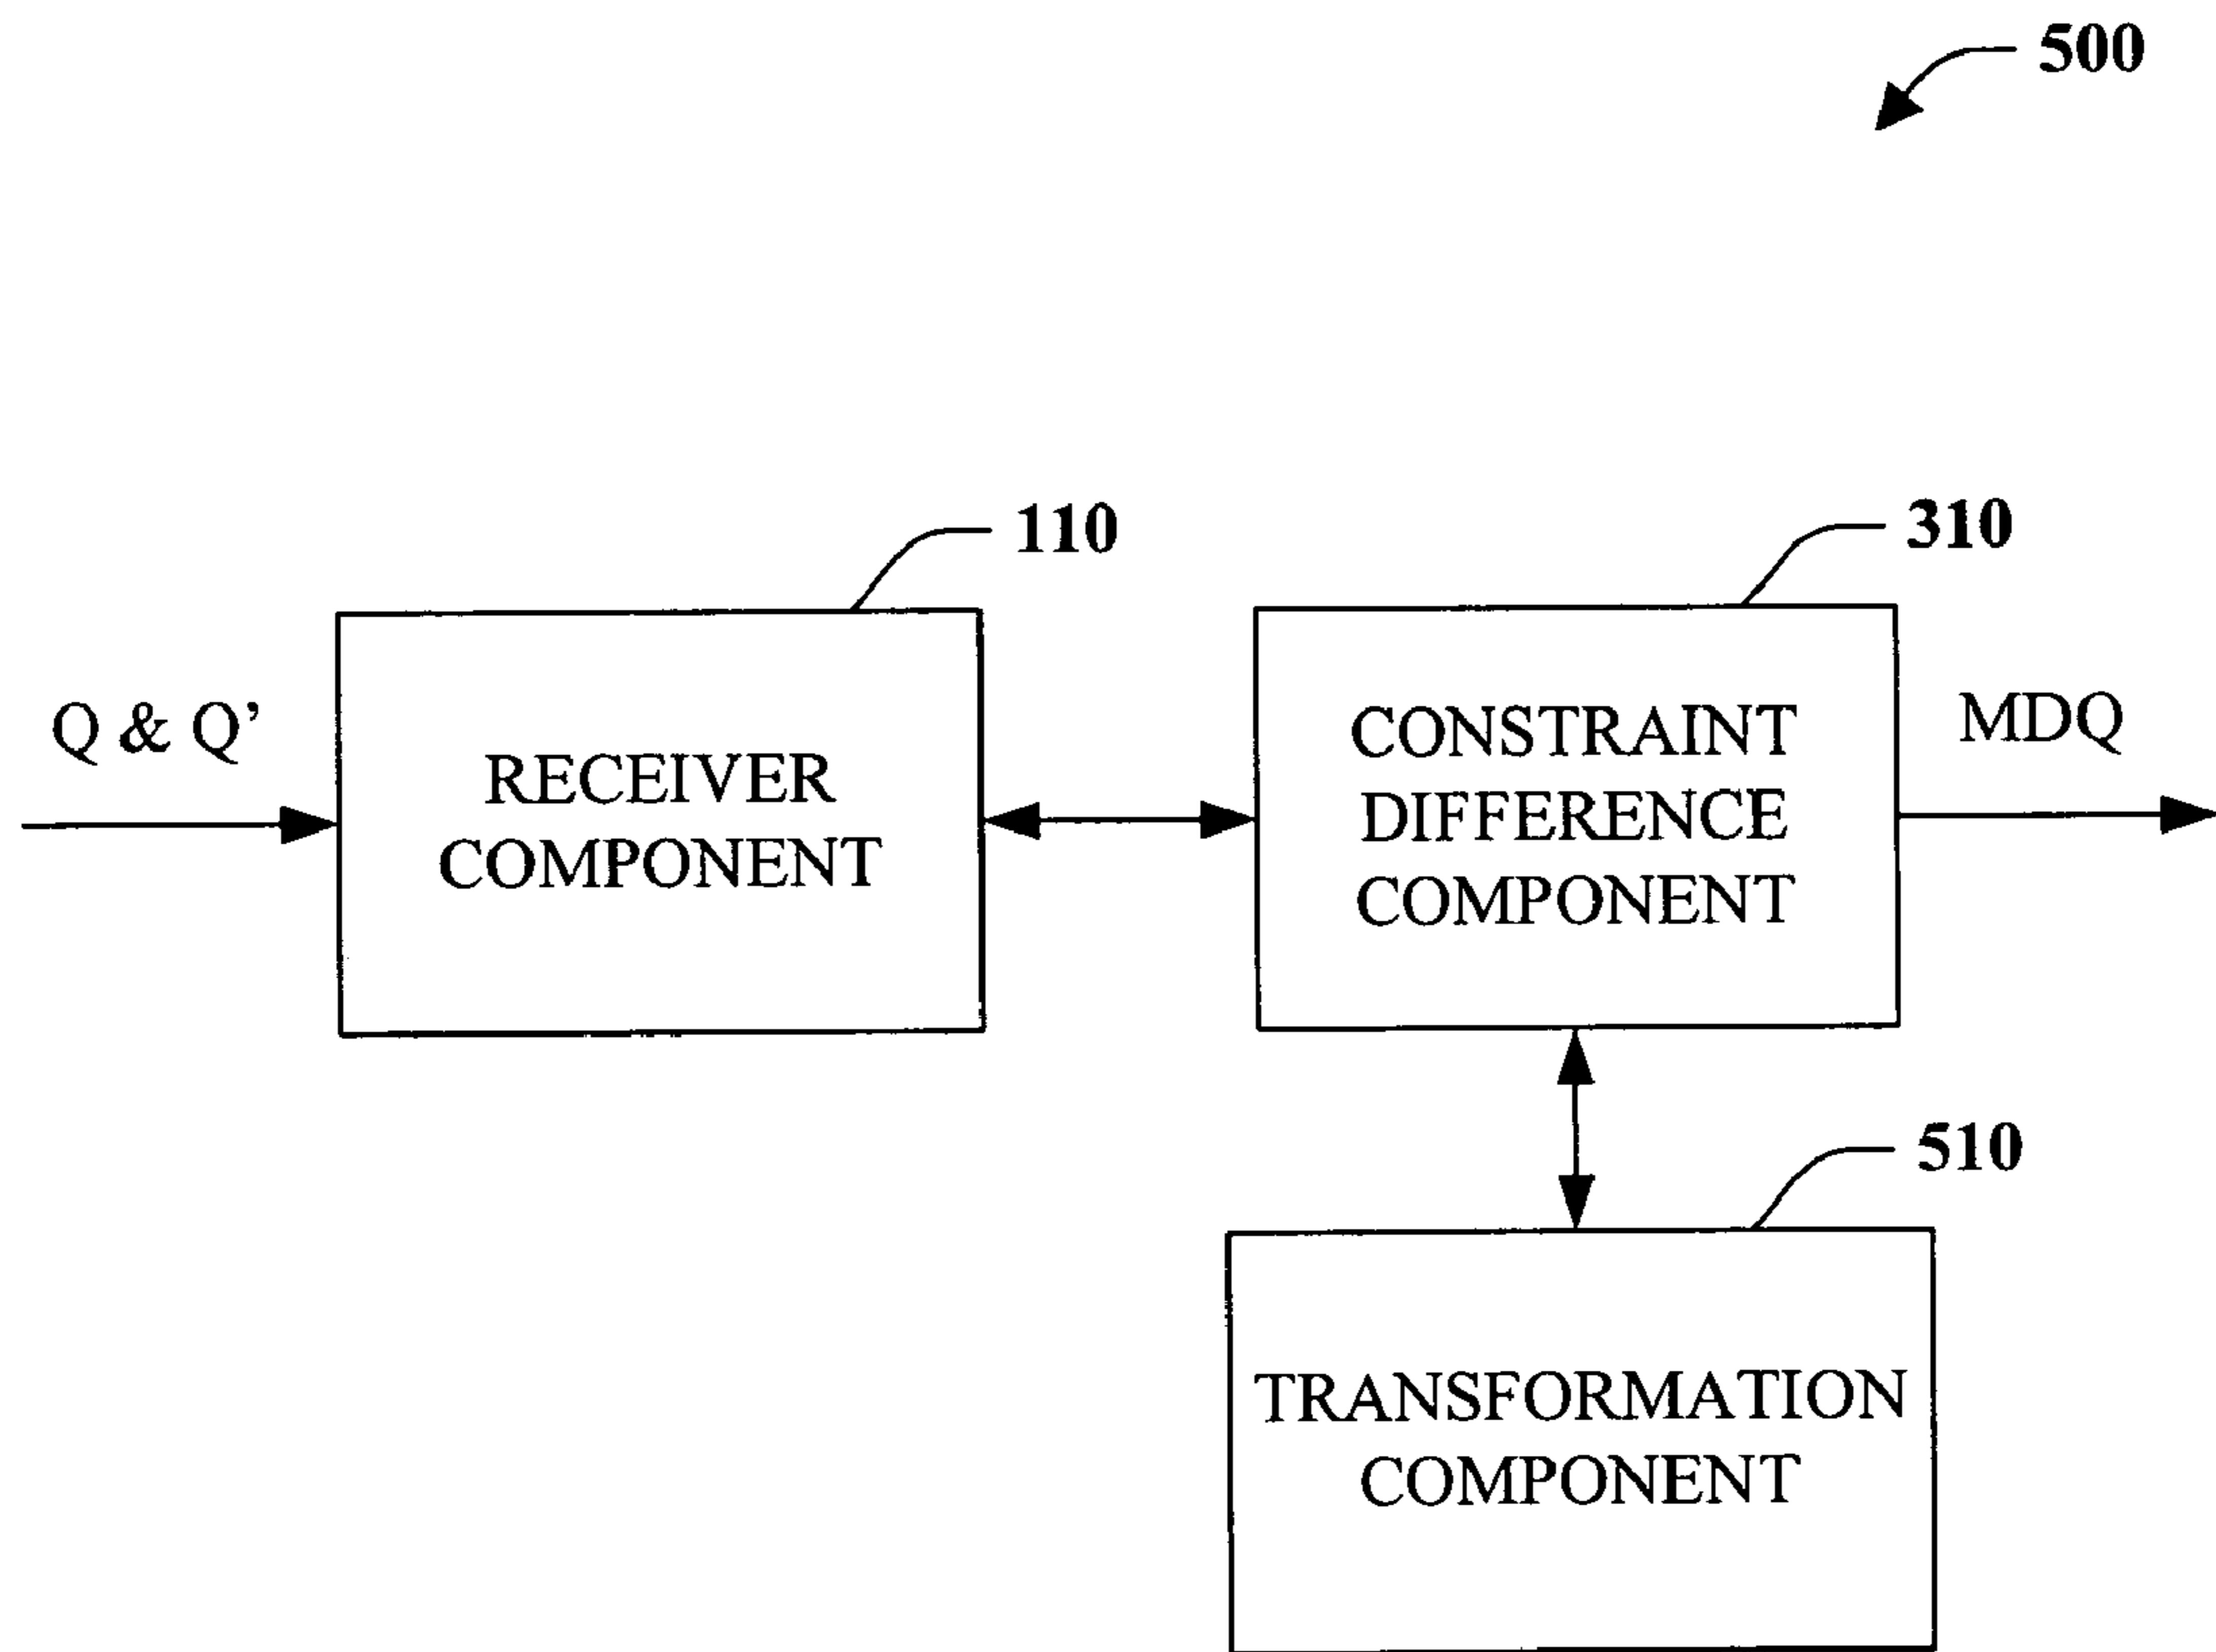 500
110
310
Q & Q’
RECEIVER
COMPONENT
CONSTRAINT
DIFFERENCE
COMPONENT
MDQ
510
TRANSFORMATION
COMPONENT